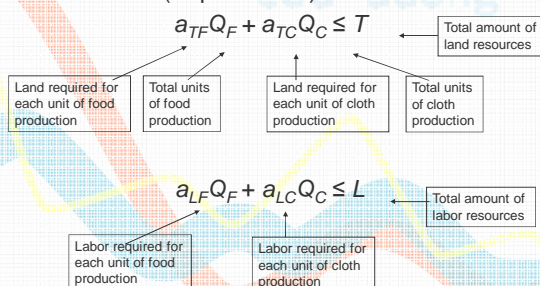 a_TF Q_F + a_TC Q_C ≤ T
Total amount of
land resources
Land required for
each unit of food
production
Total units
of food
production
Land required for
each unit of cloth
production
Total units
of cloth
production
a_LF Q_F + a_LC Q_C ≤ L
Total amount of
labor resources
Labor required for
each unit of food
production
Labor required for
each unit of cloth
production